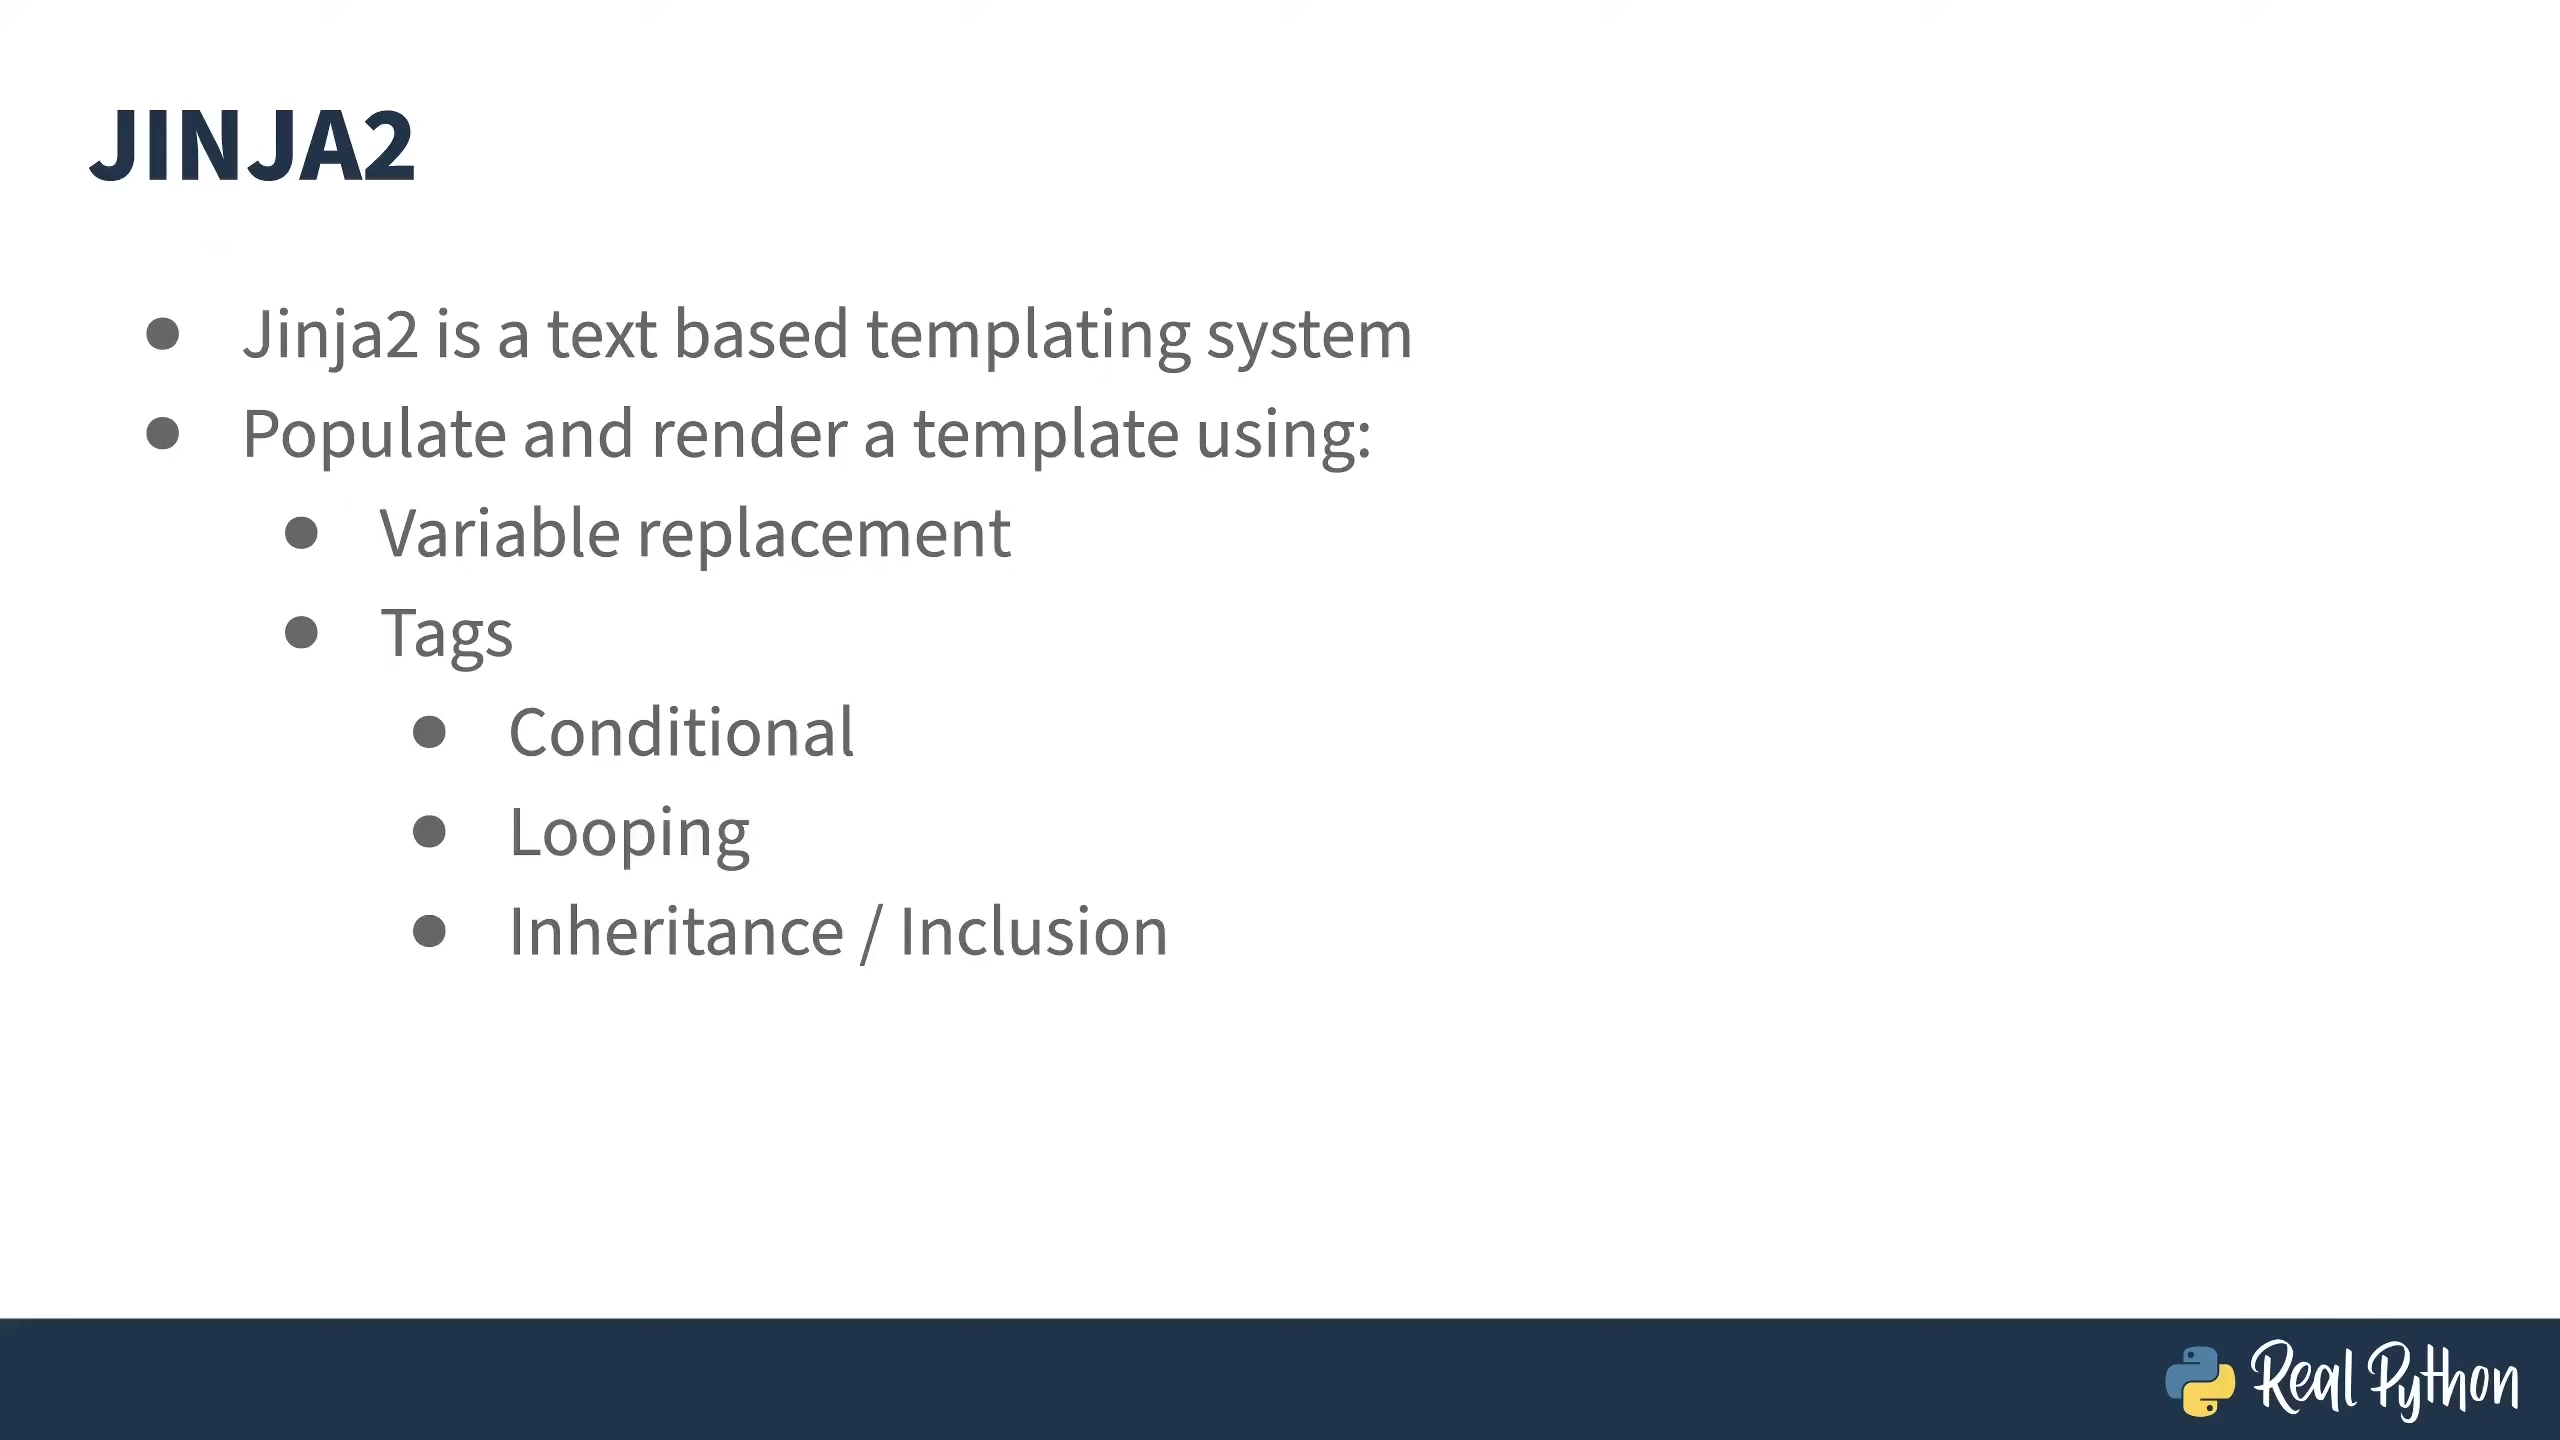 JINJA2
Jinja2 is a text based templating system
Populate and render a template using:
Variable replacement
Tags
Conditional
Looping
Inheritance / Inclusion
Real Python